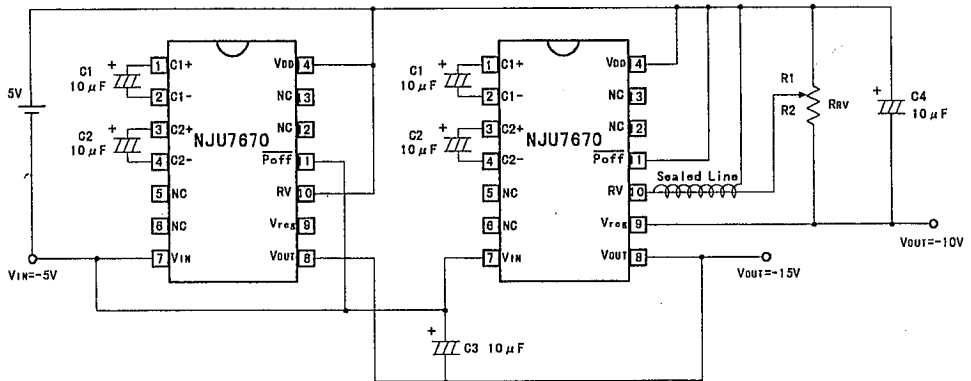 C1 + 10μF
1 C1+
2 C1-
C2 + 10μF
3 C2+
4 C2-
5 NC
6 NC
7 VIN
NJU7670
VDD 4
NC 13
NC 12
Poff 11
RV 10
Vreg 9
VOUT 8
5V
VIN=-5V
C1 + 10μF
1 C1+
2 C1-
C2 + 10μF
3 C2+
4 C2-
5 NC
6 NC
7 VIN
NJU7670
VDD 4
NC 13
NC 12
Poff 11
RV 10
Vreg 9
VOUT 8
Sealed Line
R1
R2
RRV
+ C4 10μF
VOUT=-10V
VOUT=-15V
+ C3 10μF